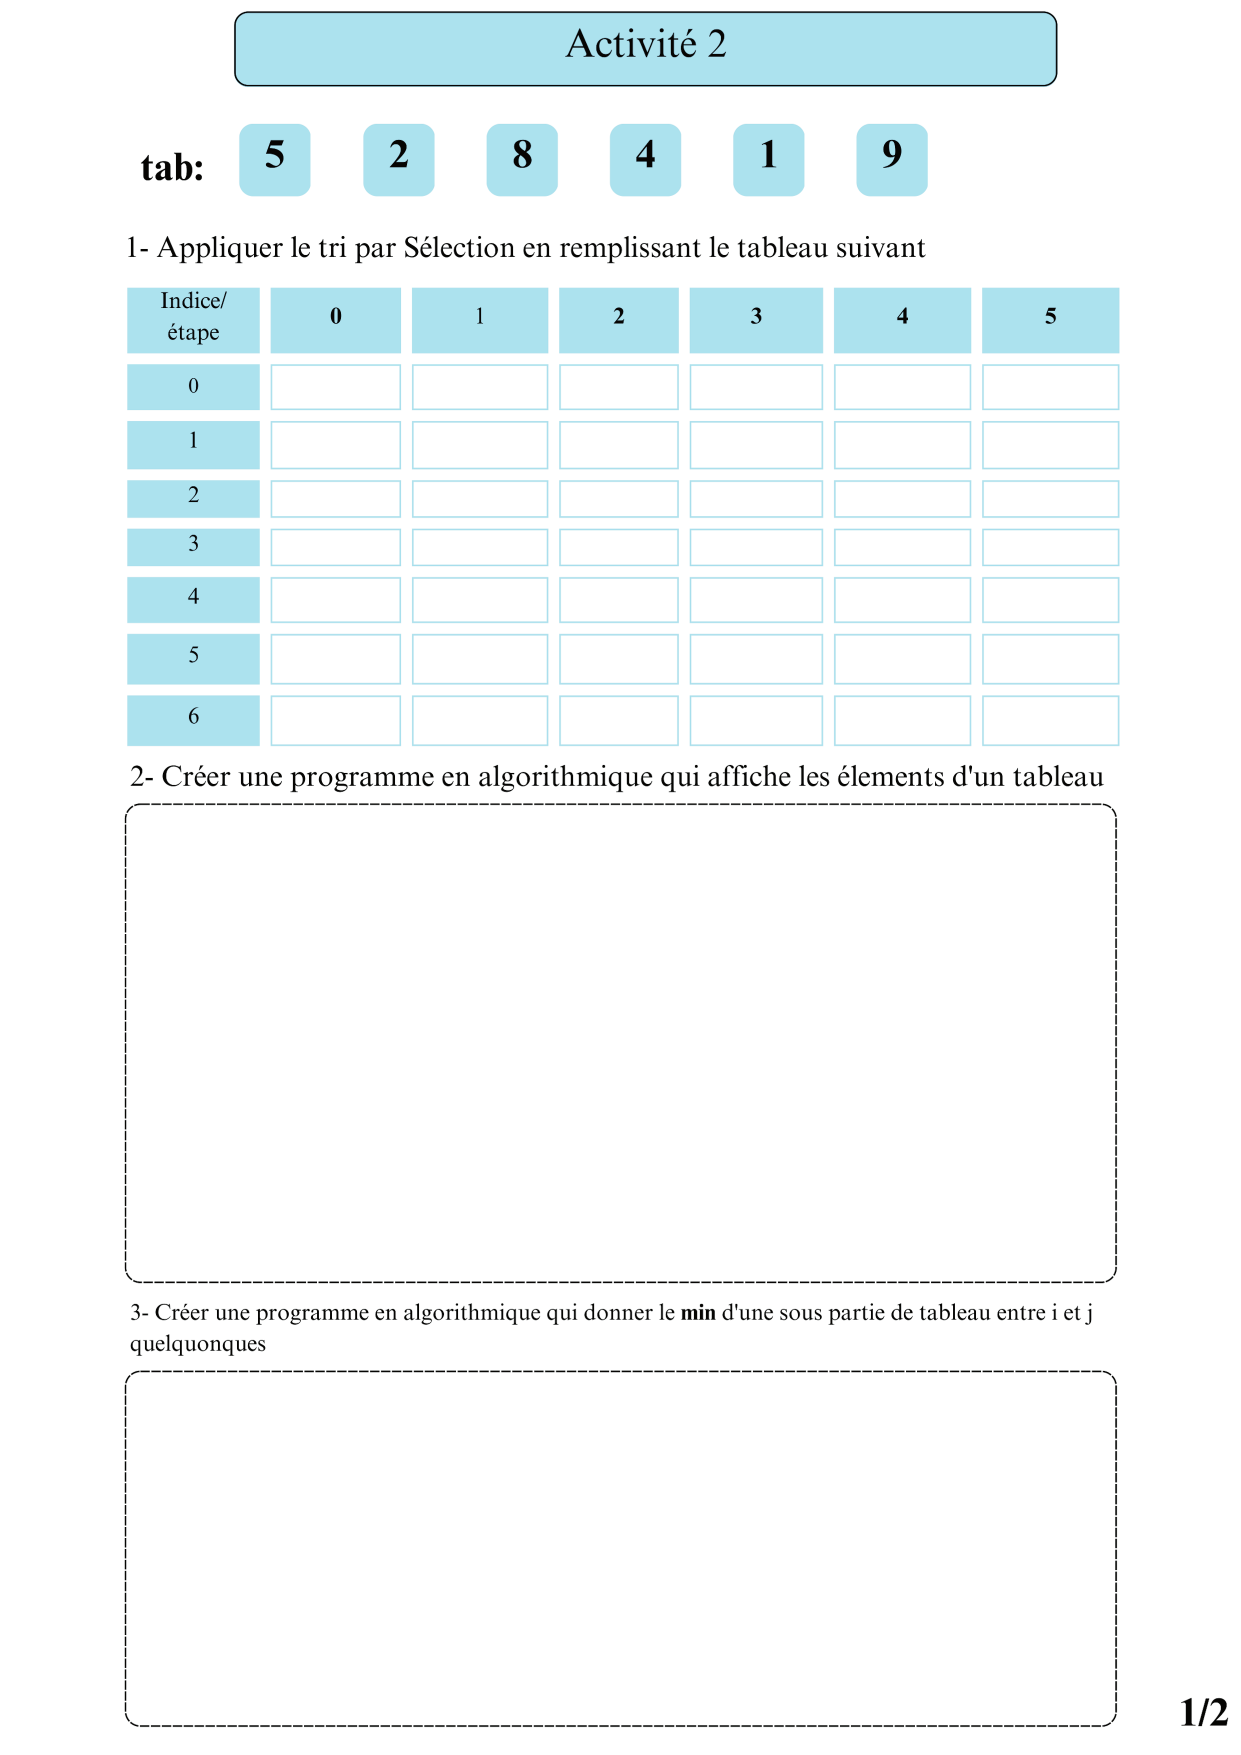 Activité 2
tab: 5 2 8 4 1 9
1- Appliquer le tri par Sélection en remplissant le tableau suivant
Indice/
étape
0 1 2 3 4 5
0
1
2
3
4
5
6
2- Créer une programme en algorithmique qui affiche les élements d'un tableau
3- Créer une programme en algorithmique qui donner le min d'une sous partie de tableau entre i et j
quelquonques
1/2